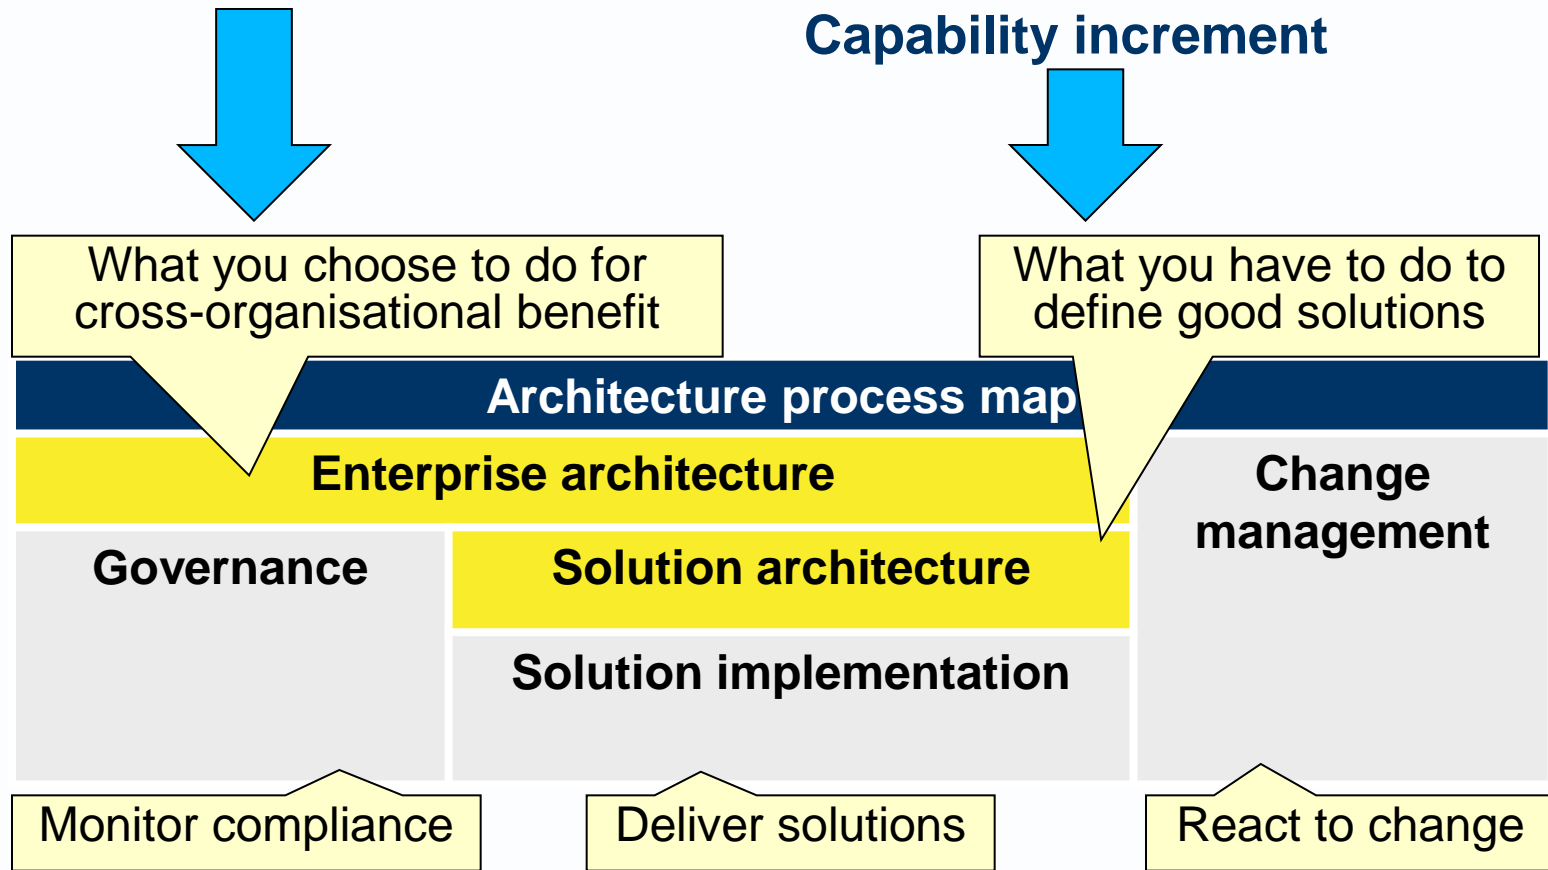 Capability increment
What you choose to do for
cross-organisational benefit
What you have to do to
define good solutions
Architecture process map
Enterprise architecture
Change
management
Governance
Solution architecture
Solution implementation
Monitor compliance
Deliver solutions
React to change